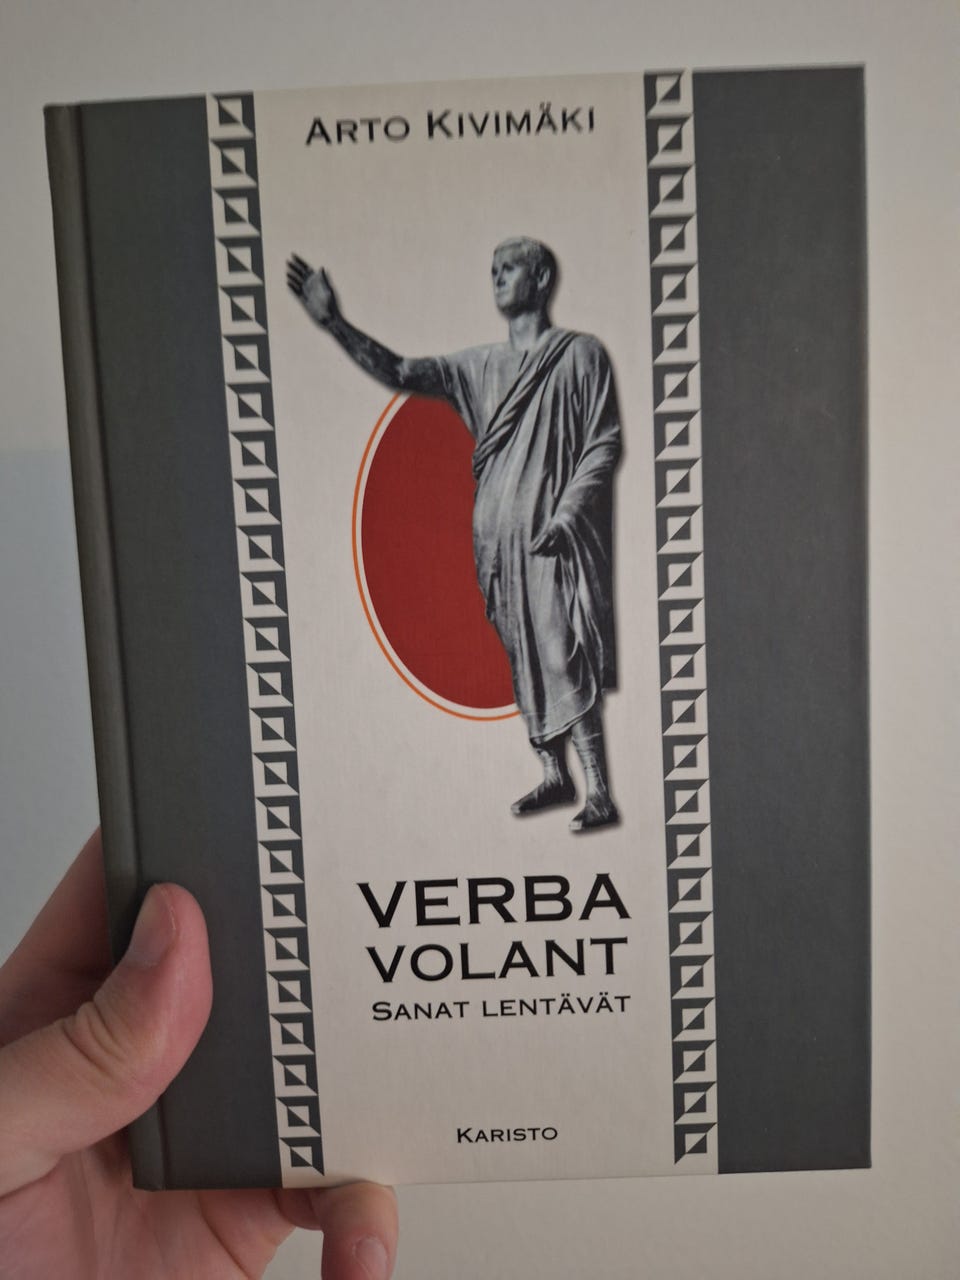 ARTO KIVIMÄKI
VERBA
VOLANT
SANAT LENTÄVÄT
KARISTO